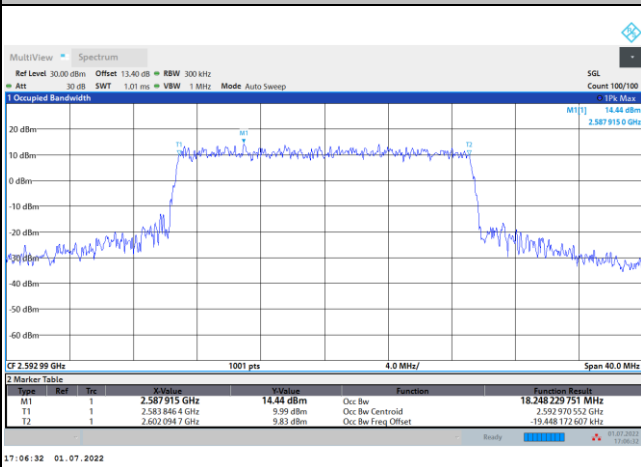 MultiView Spectrum
Ref Level 30.00 dBm Offset 13.40 dB RBW 300 kHz SGL
Att 30 dB SWT 1.01 ms VBW 1 MHz Mode Auto Sweep Count 100/100
1 Occupied Bandwidth 1Pk Max
M1[1] 14.44 dBm
2.587 915 0 GHz
20 dBm
M1
T1 T2
10 dBm
0 dBm
-10 dBm
-20 dBm
-30 dBm
-40 dBm
-50 dBm
-60 dBm
CF 2.592 99 GHz 1001 pts 4.0 MHz/ Span 40.0 MHz
2 Marker Table
Type Ref Trc X-Value Y-Value Function Function Result
M1 1 2.587 915 GHz 14.44 dBm Occ Bw 18.248 229 751 MHz
T1 1 2.583 846 4 GHz 9.99 dBm Occ Bw Centroid 2.592 970 552 GHz
T2 1 2.602 094 7 GHz 9.83 dBm Occ Bw Freq Offset -19.448 172 607 kHz
Ready 01.07.2022
17:06:32
17:06:32 01.07.2022